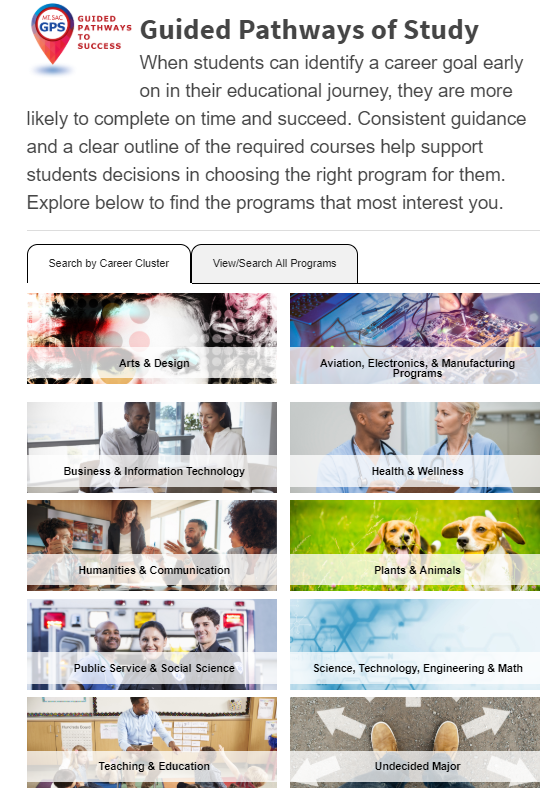 MT. SAC
GPS
GUIDED
PATHWAYS
TO
SUCCESS
Guided Pathways of Study
When students can identify a career goal early
on in their educational journey, they are more
likely to complete on time and succeed. Consistent guidance
and a clear outline of the required courses help support
students decisions in choosing the right program for them.
Explore below to find the programs that most interest you.
Search by Career Cluster
View/Search All Programs
Arts & Design
Aviation, Electronics, & Manufacturing
Programs
Business & Information Technology
Health & Wellness
Humanities & Communication
Plants & Animals
Public Service & Social Science
Science, Technology, Engineering & Math
Teaching & Education
Undecided Major